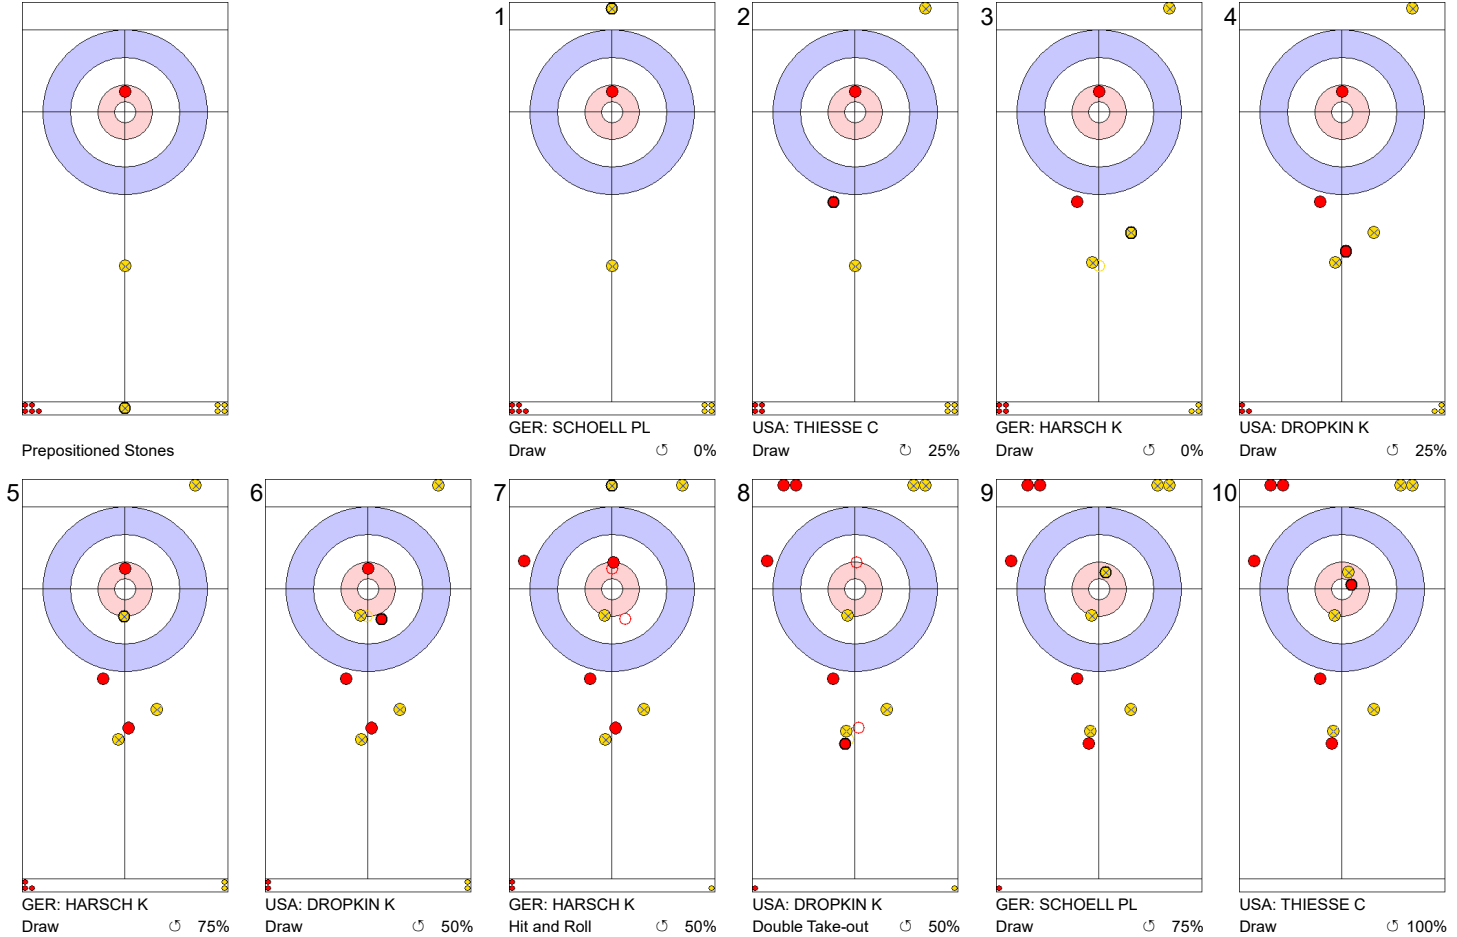 1
2
3
4
Prepositioned Stones
GER: SCHOELL PL
Draw ↺ 0%
USA: THIESSE C
Draw ↻ 25%
GER: HARSCH K
Draw ↺ 0%
USA: DROPKIN K
Draw ↺ 25%
5
6
7
8
9
10
GER: HARSCH K
Draw ↺ 75%
USA: DROPKIN K
Draw ↺ 50%
GER: HARSCH K
Hit and Roll ↺ 50%
USA: DROPKIN K
Double Take-out ↺ 50%
GER: SCHOELL PL
Draw ↺ 75%
USA: THIESSE C
Draw ↺ 100%